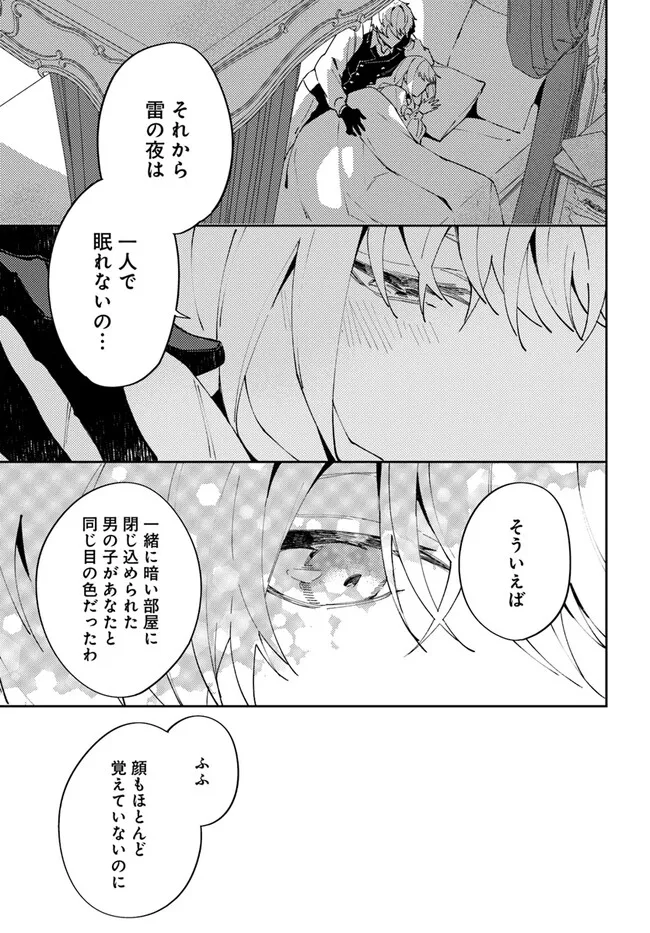 それから
雷の夜は
一人で
眠れないの…
そういえば
一緒に暗い部屋に
閉じ込められた
男の子があなたと
同じ目の色だったわ
ふふ
顔もほとんど
覚えていないのに